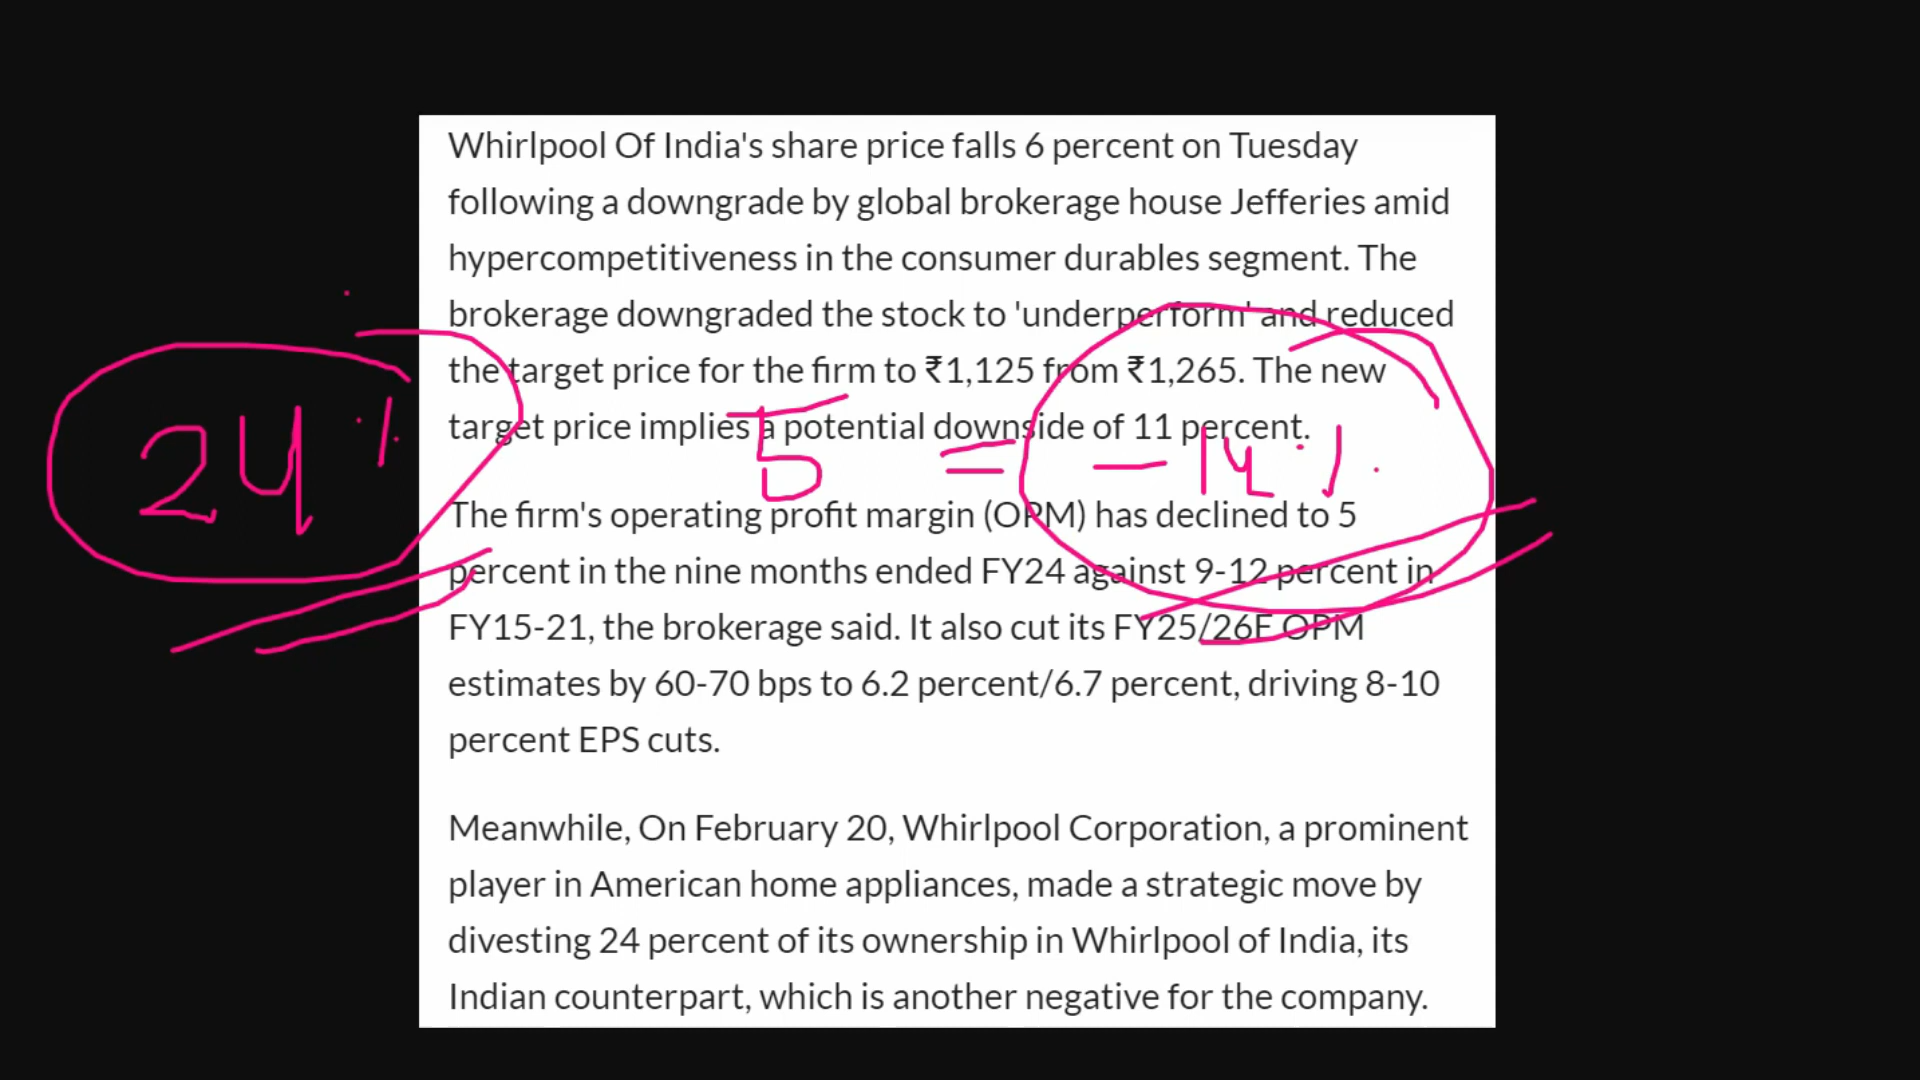 Whirlpool Of India's share price falls 6 percent on Tuesday
following a downgrade by global brokerage house Jefferies amid
hypercompetitiveness in the consumer durables segment. The
brokerage downgraded the stock to 'underperform' and reduced
the target price for the firm to ₹1,125 from ₹1,265. The new
target price implies a potential downside of 11 percent.
24%
5 = -14%
The firm's operating profit margin (OPM) has declined to 5
percent in the nine months ended FY24 against 9-12 percent in
FY15-21, the brokerage said. It also cut its FY25/26E OPM
estimates by 60-70 bps to 6.2 percent/6.7 percent, driving 8-10
percent EPS cuts.
Meanwhile, On February 20, Whirlpool Corporation, a prominent
player in American home appliances, made a strategic move by
divesting 24 percent of its ownership in Whirlpool of India, its
Indian counterpart, which is another negative for the company.